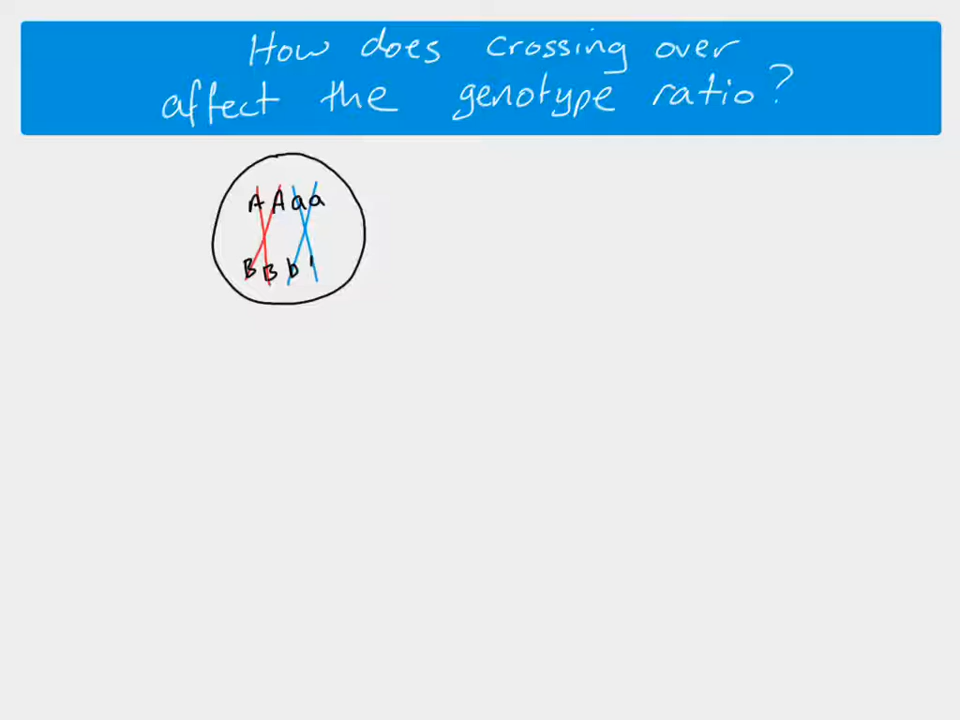 How does crossing over
affect the genotype ratio?
A A a a
B B b